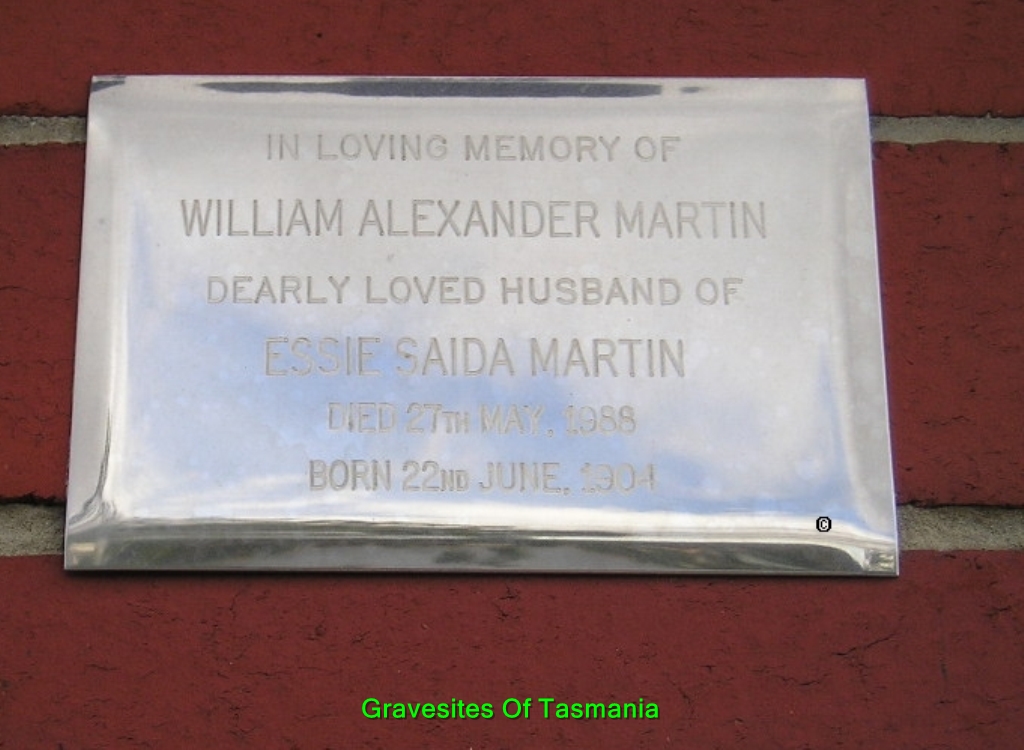 IN LOVING MEMORY OF
WILLIAM ALEXANDER MARTIN
DEARLY LOVED HUSBAND OF
ESSIE SAIDA MARTIN
DIED 27TH MAY, 1988
BORN 22ND JUNE, 1904
©
Gravesites Of Tasmania